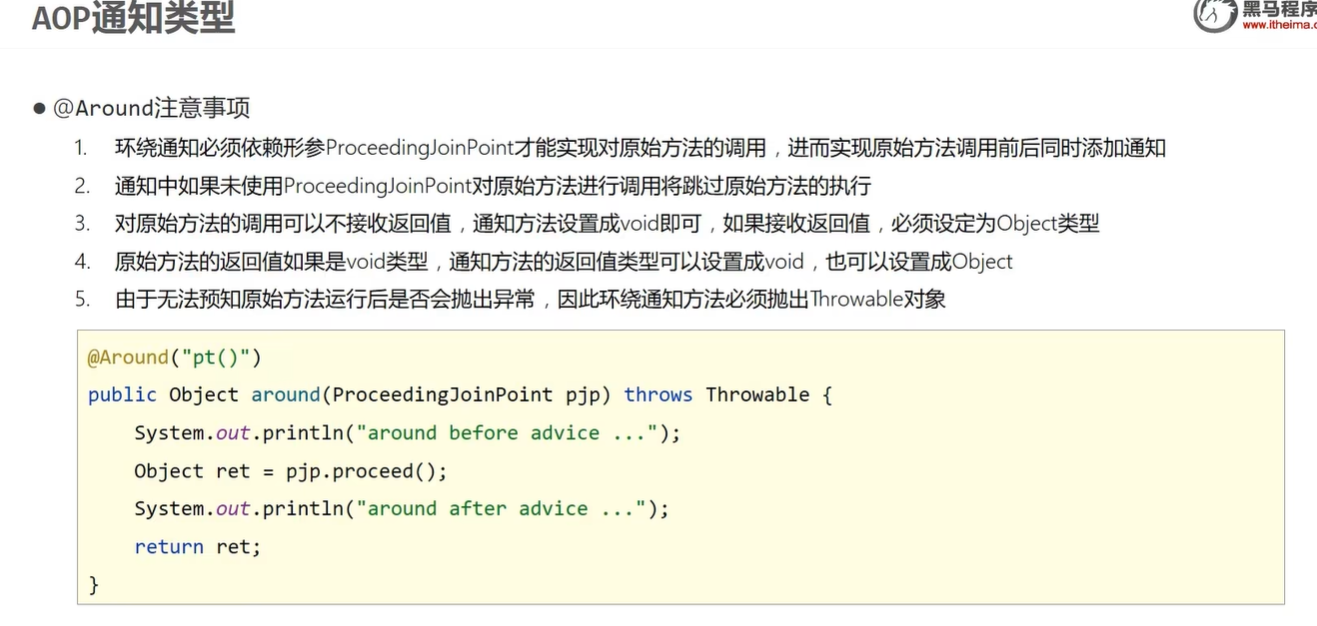 AOP通知类型
黑马程序
www.itheima.c
● @Around注意事项
1. 环绕通知必须依赖形参ProceedingJoinPoint才能实现对原始方法的调用，进而实现原始方法调用前后同时添加通知
2. 通知中如果未使用ProceedingJoinPoint对原始方法进行调用将跳过原始方法的执行
3. 对原始方法的调用可以不接收返回值，通知方法设置成void即可，如果接收返回值，必须设定为Object类型
4. 原始方法的返回值如果是void类型，通知方法的返回值类型可以设置成void，也可以设置成Object
5. 由于无法预知原始方法运行后是否会抛出异常，因此环绕通知方法必须抛出Throwable对象
@Around("pt()")
public Object around(ProceedingJoinPoint pjp) throws Throwable {
System.out.println("around before advice ...");
Object ret = pjp.proceed();
System.out.println("around after advice ...");
return ret;
}